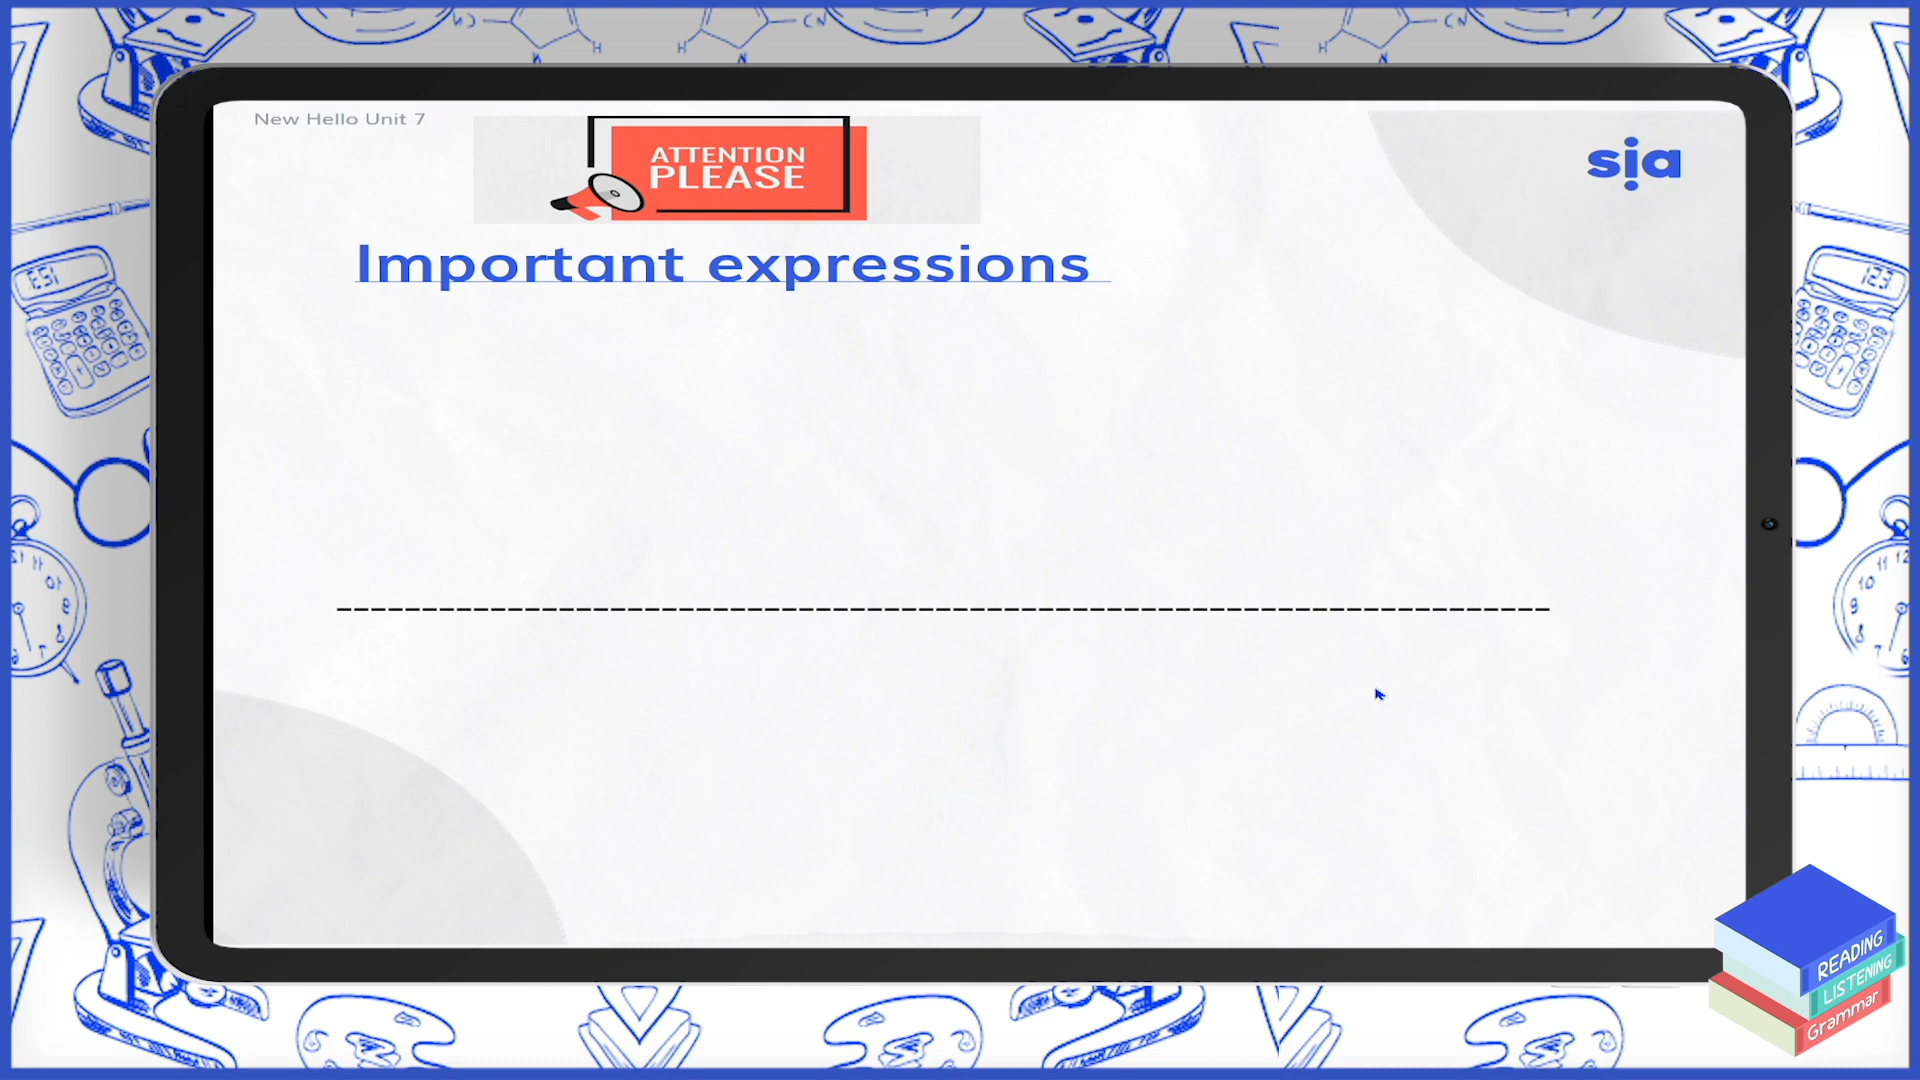 New Hello Unit 7
ATTENTION
PLEASE
sia
Important expressions
READING
LISTENING
Grammar